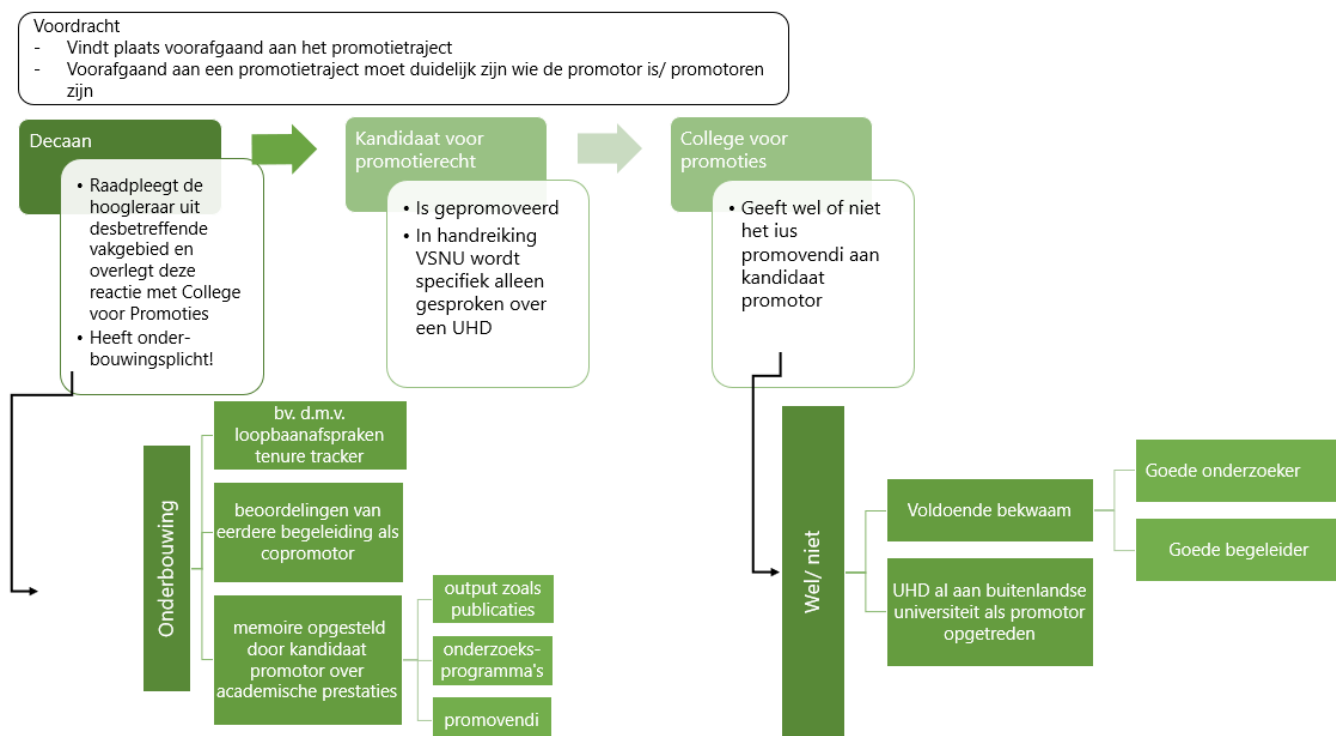 Voordracht
- Vindt plaats voorafgaand aan het promotietraject
- Voorafgaand aan een promotietraject moet duidelijk zijn wie de promotor is/ promotoren
zijn
Decaan
• Raadpleegt de
hoogleraar uit
desbetreffende
vakgebied en
overlegt deze
reactie met College
voor Promoties
• Heeft onder-
bouwingsplicht!
Kandidaat voor
promotierecht
• Is gepromoveerd
• In handreiking
VSNU wordt
specifiek alleen
gesproken over
een UHD
College voor
promoties
• Geeft wel of niet
het ius
promovendi aan
kandidaat
promotor
Onderbouwing
bv. d.m.v.
loopbaanafspraken
tenure tracker
beoordelingen van
eerdere begeleiding als
copromotor
memoire opgesteld
door kandidaat
promotor over
academische prestaties
output zoals
publicaties
onderzoeks-
programma's
promovendi
Wel/ niet
Voldoende bekwaam
Goede onderzoeker
Goede begeleider
UHD al aan buitenlandse
universiteit als promotor
opgetreden